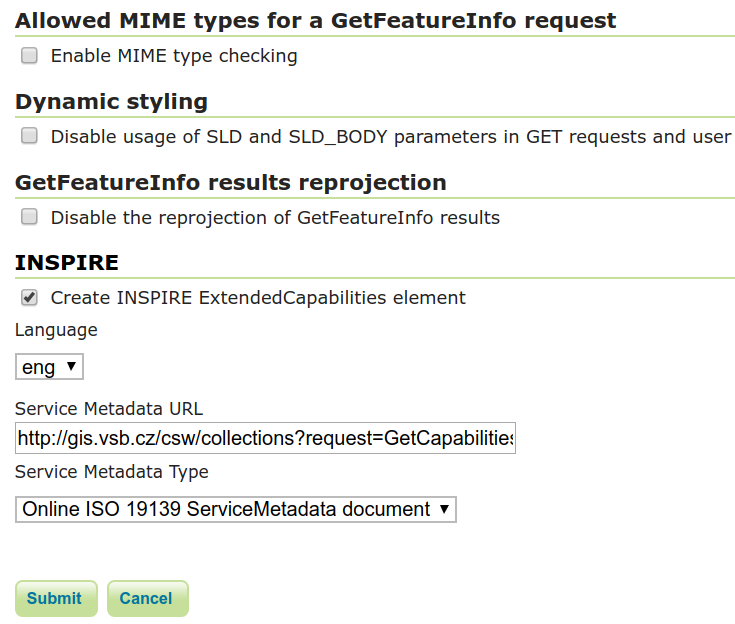 Allowed MIME types for a GetFeatureInfo request
Enable MIME type checking
Dynamic styling
Disable usage of SLD and SLD_BODY parameters in GET requests and user
GetFeatureInfo results reprojection
Disable the reprojection of GetFeatureInfo results
INSPIRE
Create INSPIRE ExtendedCapabilities element
Language
eng
Service Metadata URL
http://gis.vsb.cz/csw/collections?request=GetCapabilities
Service Metadata Type
Online ISO 19139 ServiceMetadata document
Submit Cancel